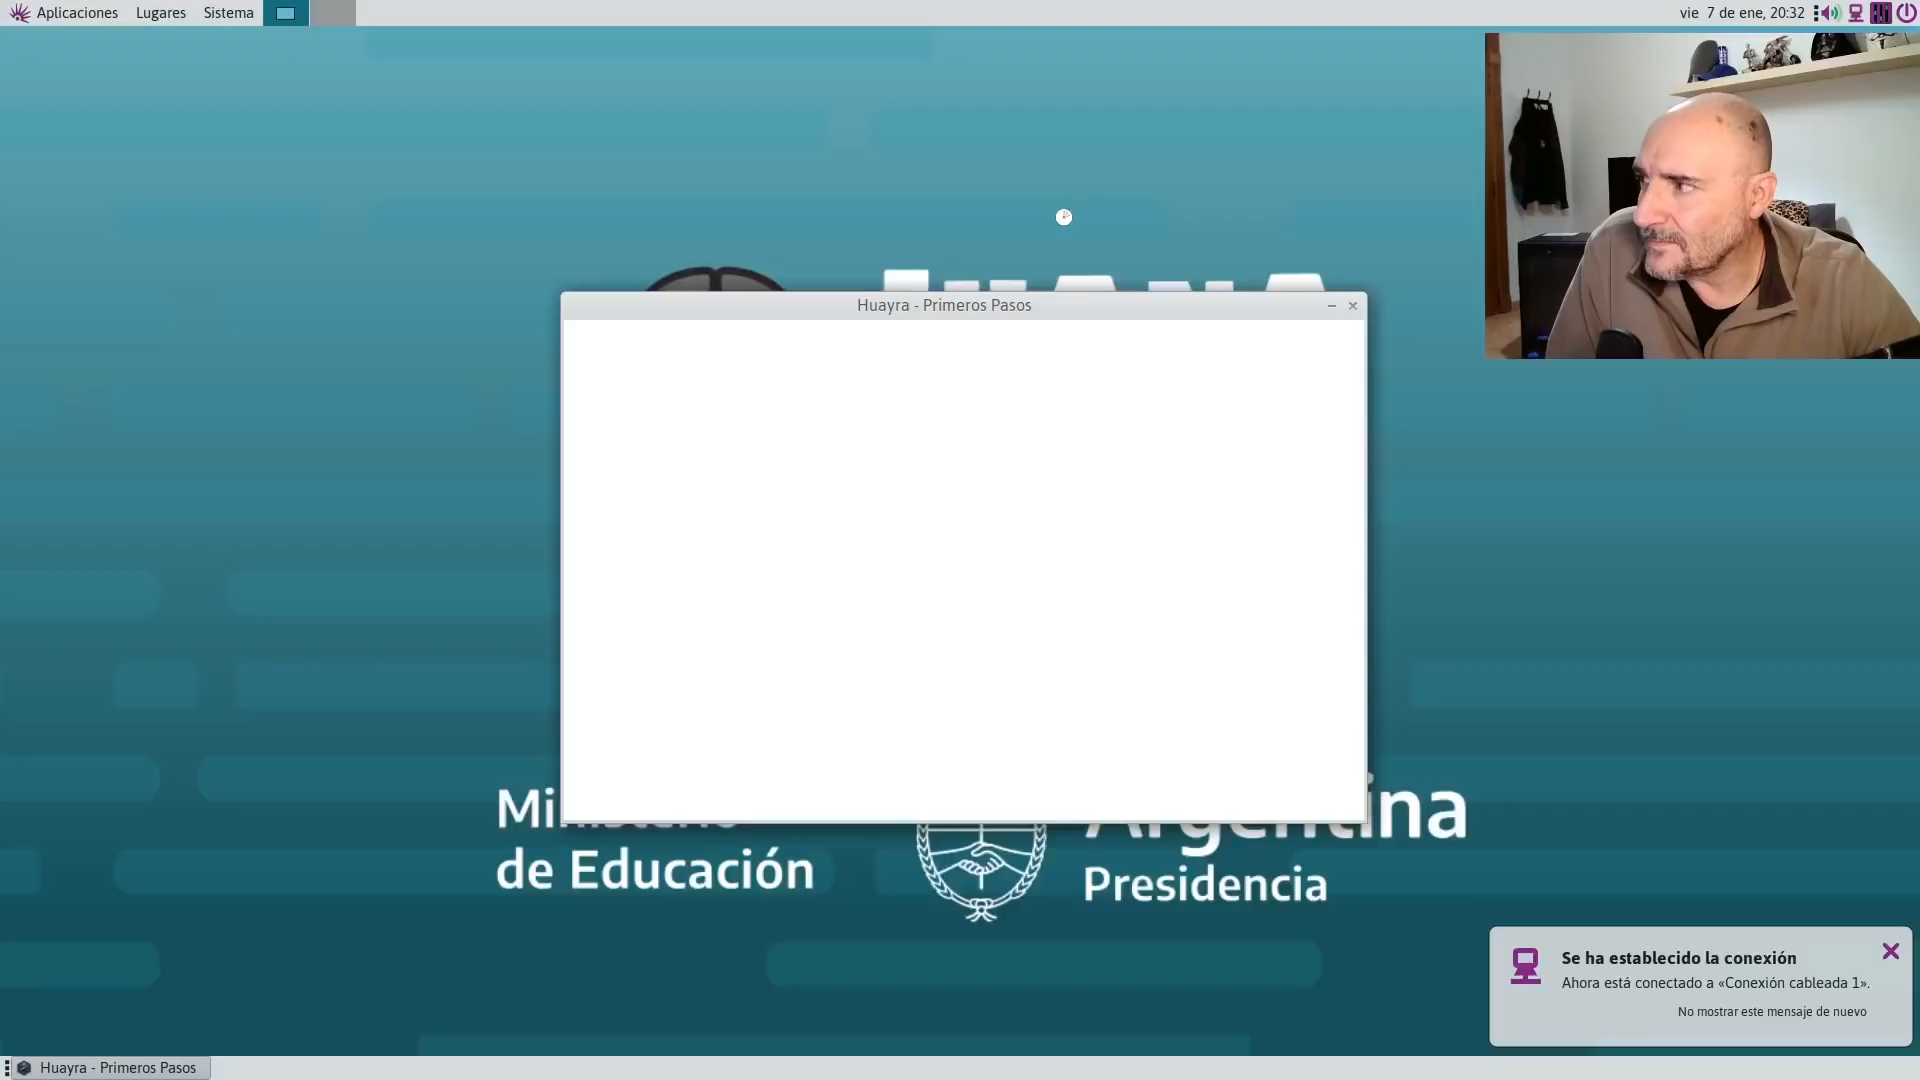 Aplicaciones Lugares Sistema
vie 7 de ene, 20:32
Huayra - Primeros Pasos
de Educación
Presidencia
Se ha establecido la conexión
Ahora está conectado a «Conexión cableada 1».
No mostrar este mensaje de nuevo
Huayra - Primeros Pasos